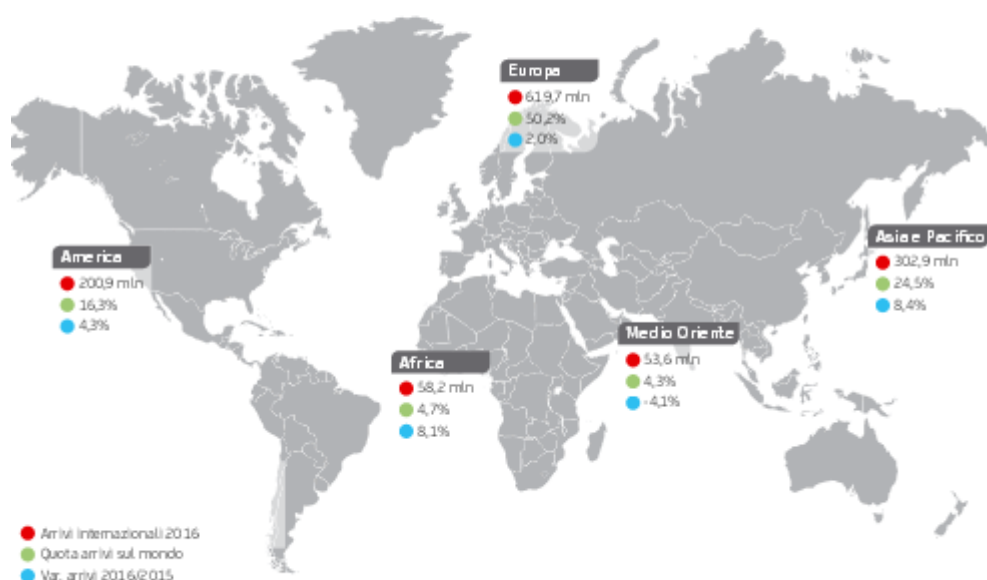 Europa
619,7 mln
50,2%
2,0%
America
200,9 mln
16,3%
4,3%
Asia e Pacifico
302,9 mln
24,5%
8,4%
Medio Oriente
53,6 mln
4,3%
-4,1%
Africa
58,2 mln
4,7%
8,1%
Arrivi internazionali 2016
Quota arrivi sul mondo
Var. arrivi 2016/2015